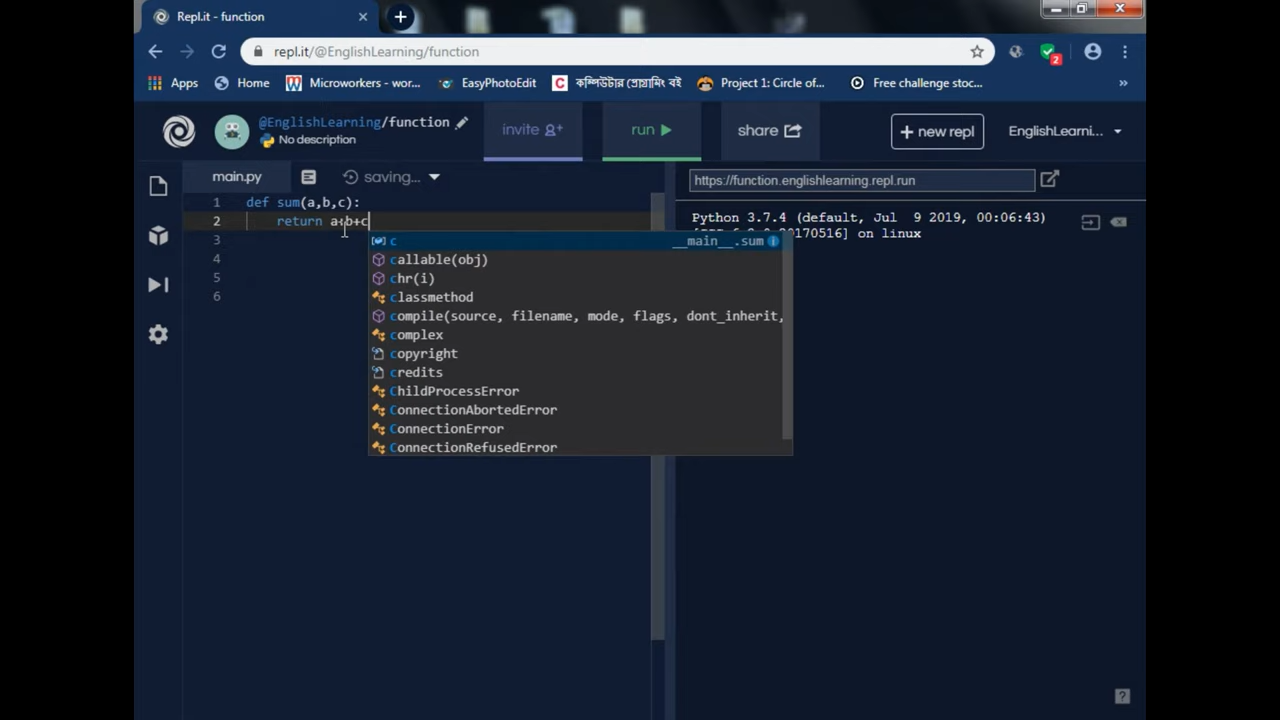 Repl.it - function
repl.it/@EnglishLearning/function
2
Apps Home Microworkers - wor... EasyPhotoEdit C কম্পিউটার প্রোগ্রামিং বই Project 1: Circle of... Free challenge stoc... »
@EnglishLearning/function
No description
invite
run
share
+ new repl
EnglishLearni...
main.py
saving...
https://function.englishlearning.repl.run
1 def sum(a,b,c):
2 return a+b+c
3
4
5
6
c __main__.sum
callable(obj)
chr(i)
classmethod
compile(source, filename, mode, flags, dont_inherit,
complex
copyright
credits
ChildProcessError
ConnectionAbortedError
ConnectionError
ConnectionRefusedError
Python 3.7.4 (default, Jul 9 2019, 00:06:43)
20170516] on linux
?